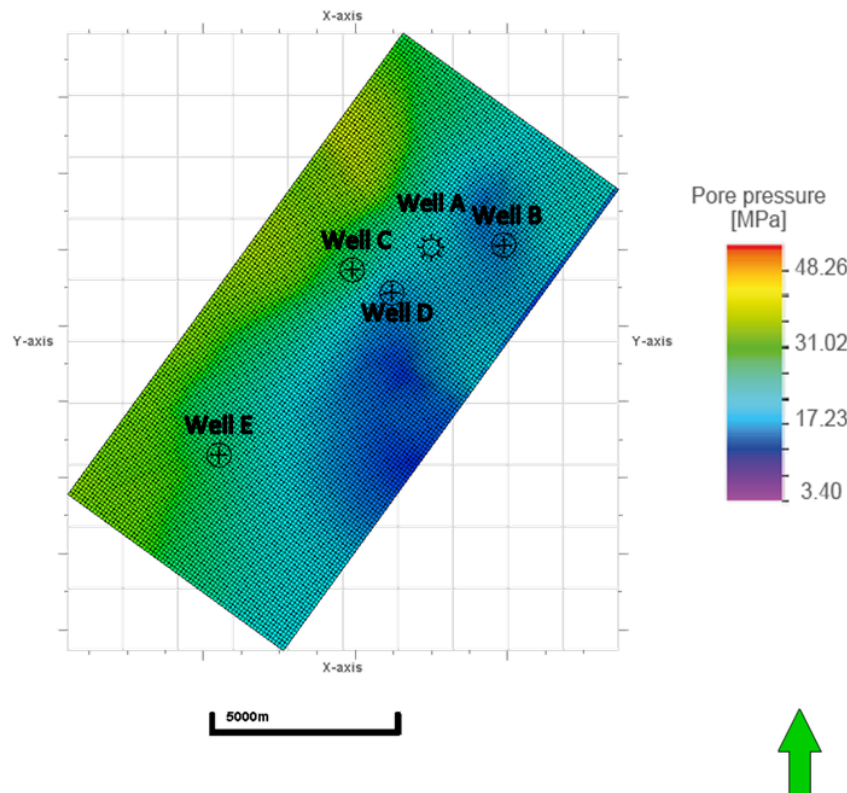 X-axis
Well A
Well B
Well C
Well D
Y-axis
Y-axis
Well E
X-axis
5000m
Pore pressure
[MPa]
48.26
31.02
17.23
3.40